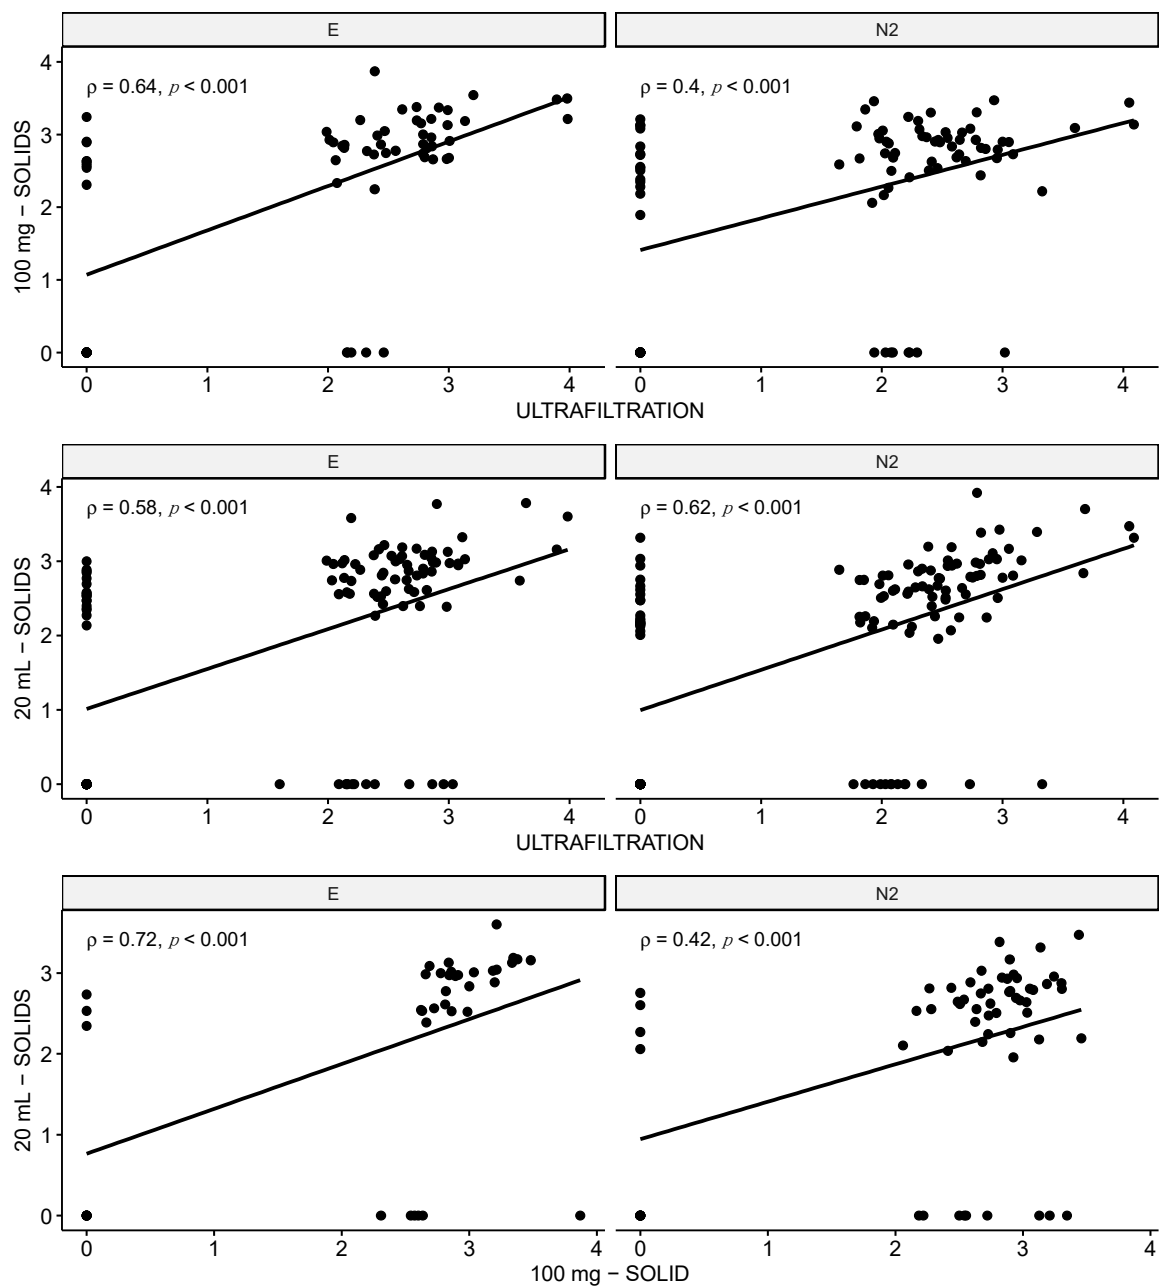 E N2
4
3
2
1
0
100 mg − SOLIDS
ρ = 0.64, p < 0.001
ρ = 0.4, p < 0.001
0 1 2 3 4 0 1 2 3 4
ULTRAFILTRATION
E N2
4
3
2
1
0
20 mL − SOLIDS
ρ = 0.58, p < 0.001
ρ = 0.62, p < 0.001
0 1 2 3 4 0 1 2 3 4
ULTRAFILTRATION
E N2
3
2
1
0
20 mL − SOLIDS
ρ = 0.72, p < 0.001
ρ = 0.42, p < 0.001
0 1 2 3 4 0 1 2 3 4
100 mg − SOLID